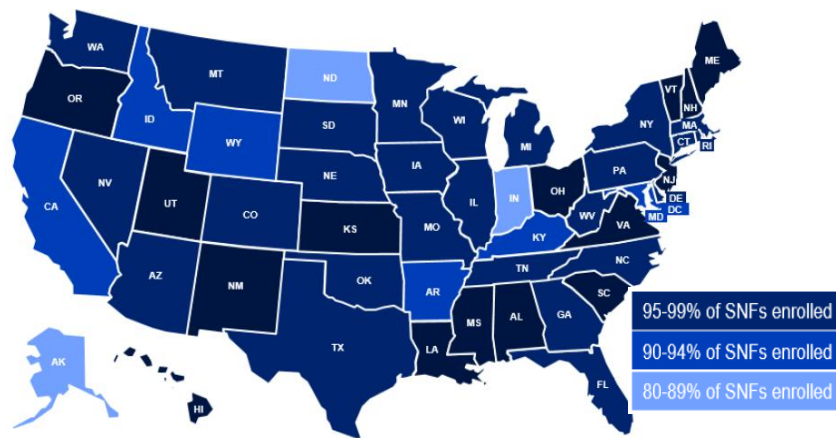 WA
MT
ND
MN
ME
OR
ID
SD
WI
VT
NH
WY
MI
NY
MA
CT
RI
NV
NE
IA
PA
NJ
CA
UT
CO
IL
IN
OH
DE
MD
DC
KS
MO
WV
VA
KY
AZ
NM
OK
TN
NC
AR
SC
TX
MS
AL
GA
LA
AK
HI
FL
95-99% of SNFs enrolled
90-94% of SNFs enrolled
80-89% of SNFs enrolled